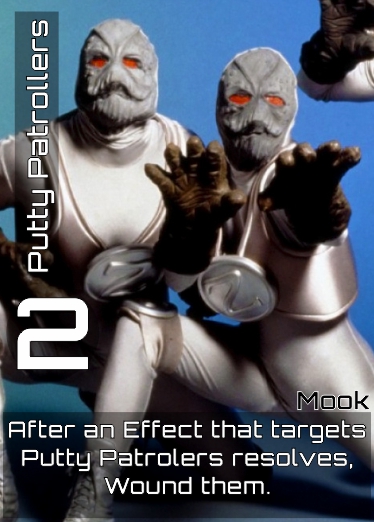 Putty Patrollers
2
Mook
After an Effect that targets
Putty Patrolers resolves,
Wound them.